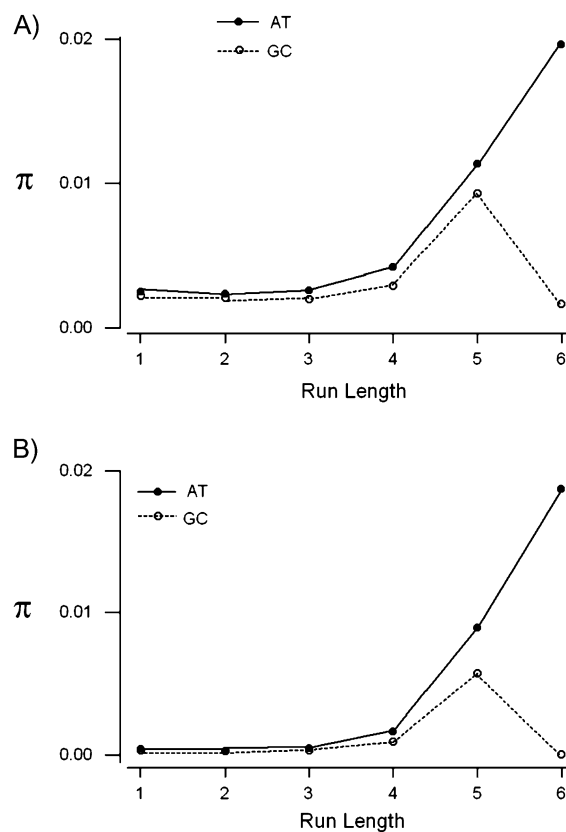 A)
AT
GC
0.02
π
0.01
0.00
1 2 3 4 5 6
Run Length
B)
0.02
AT
GC
π
0.01
0.00
1 2 3 4 5 6
Run Length